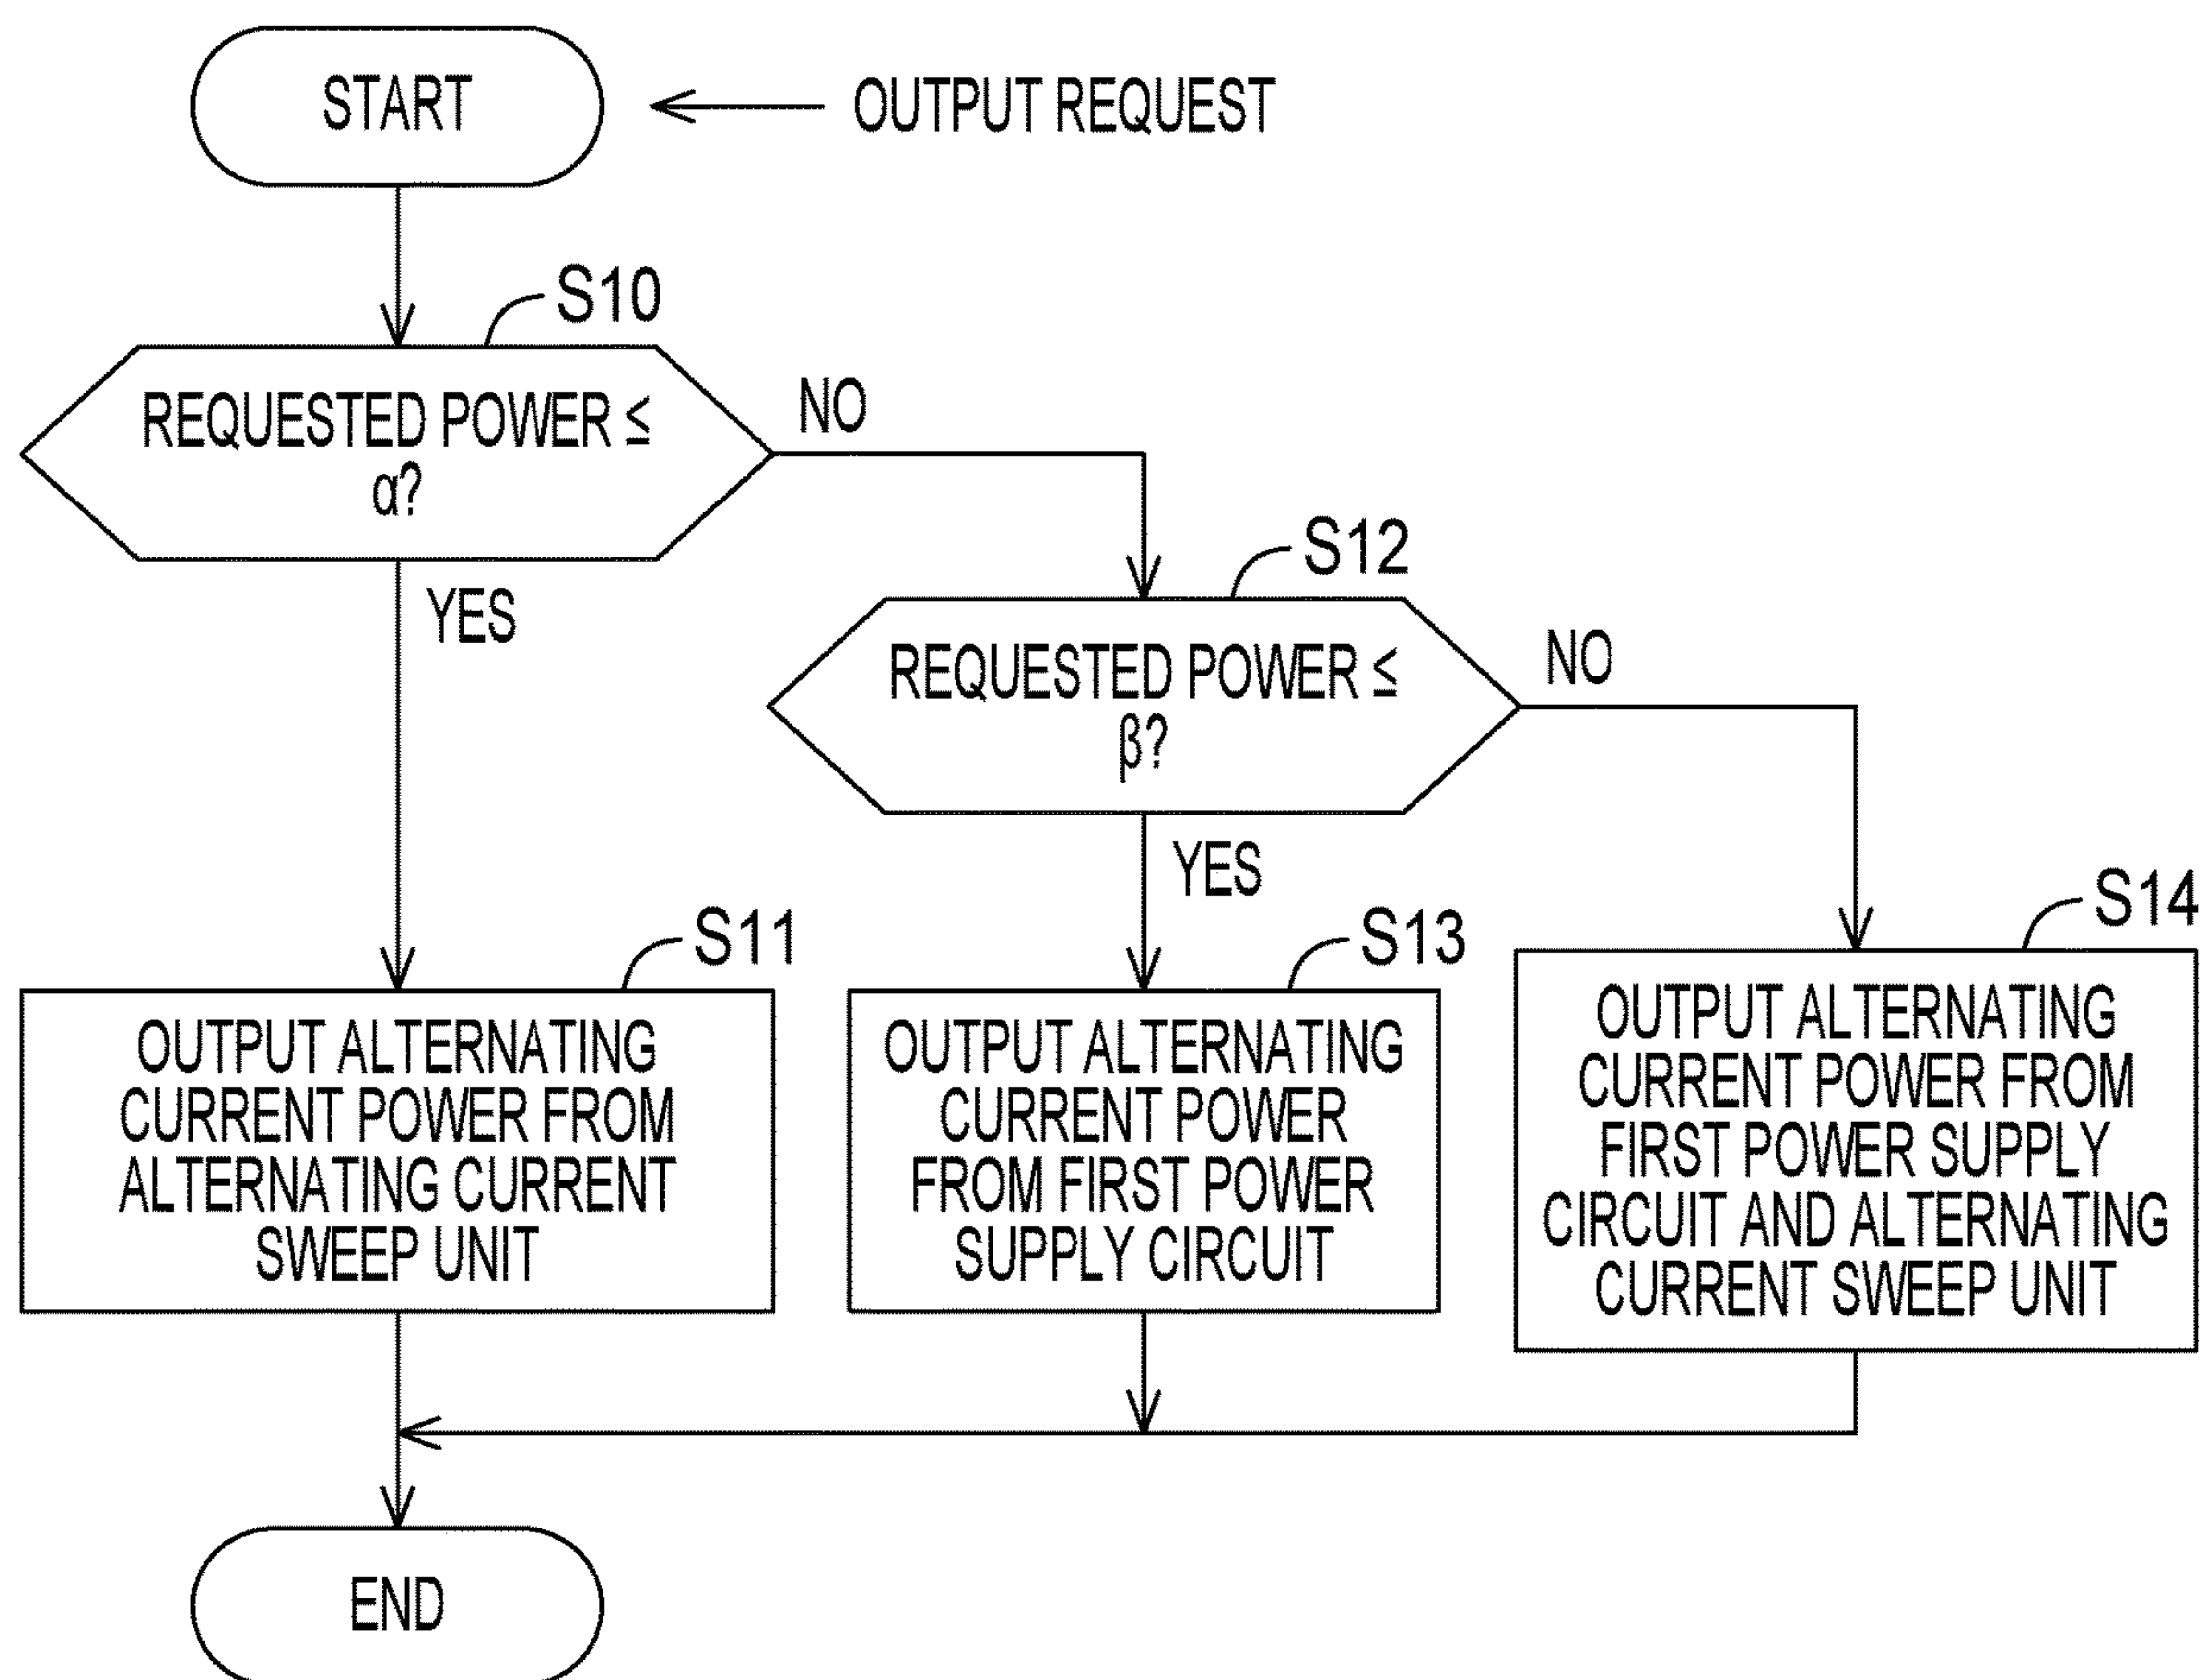 START
OUTPUT REQUEST
S10
REQUESTED POWER ≤
α?
NO
YES
S12
REQUESTED POWER ≤
β?
NO
YES
S11
OUTPUT ALTERNATING
CURRENT POWER FROM
ALTERNATING CURRENT
SWEEP UNIT
S13
OUTPUT ALTERNATING
CURRENT POWER
FROM FIRST POWER
SUPPLY CIRCUIT
S14
OUTPUT ALTERNATING
CURRENT POWER FROM
FIRST POWER SUPPLY
CIRCUIT AND ALTERNATING
CURRENT SWEEP UNIT
END